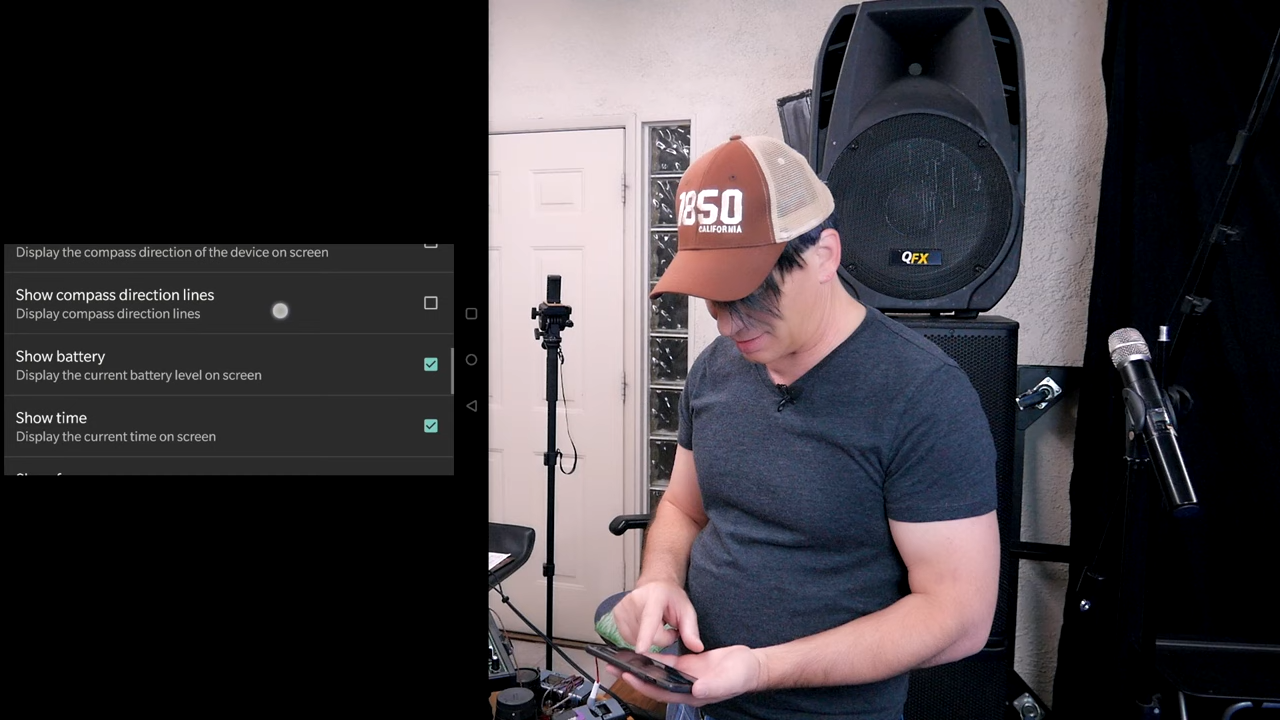 Display the compass direction of the device on screen
Show compass direction lines
Display compass direction lines
Show battery
Display the current battery level on screen
Show time
Display the current time on screen
1850
CALIFORNIA
QFX